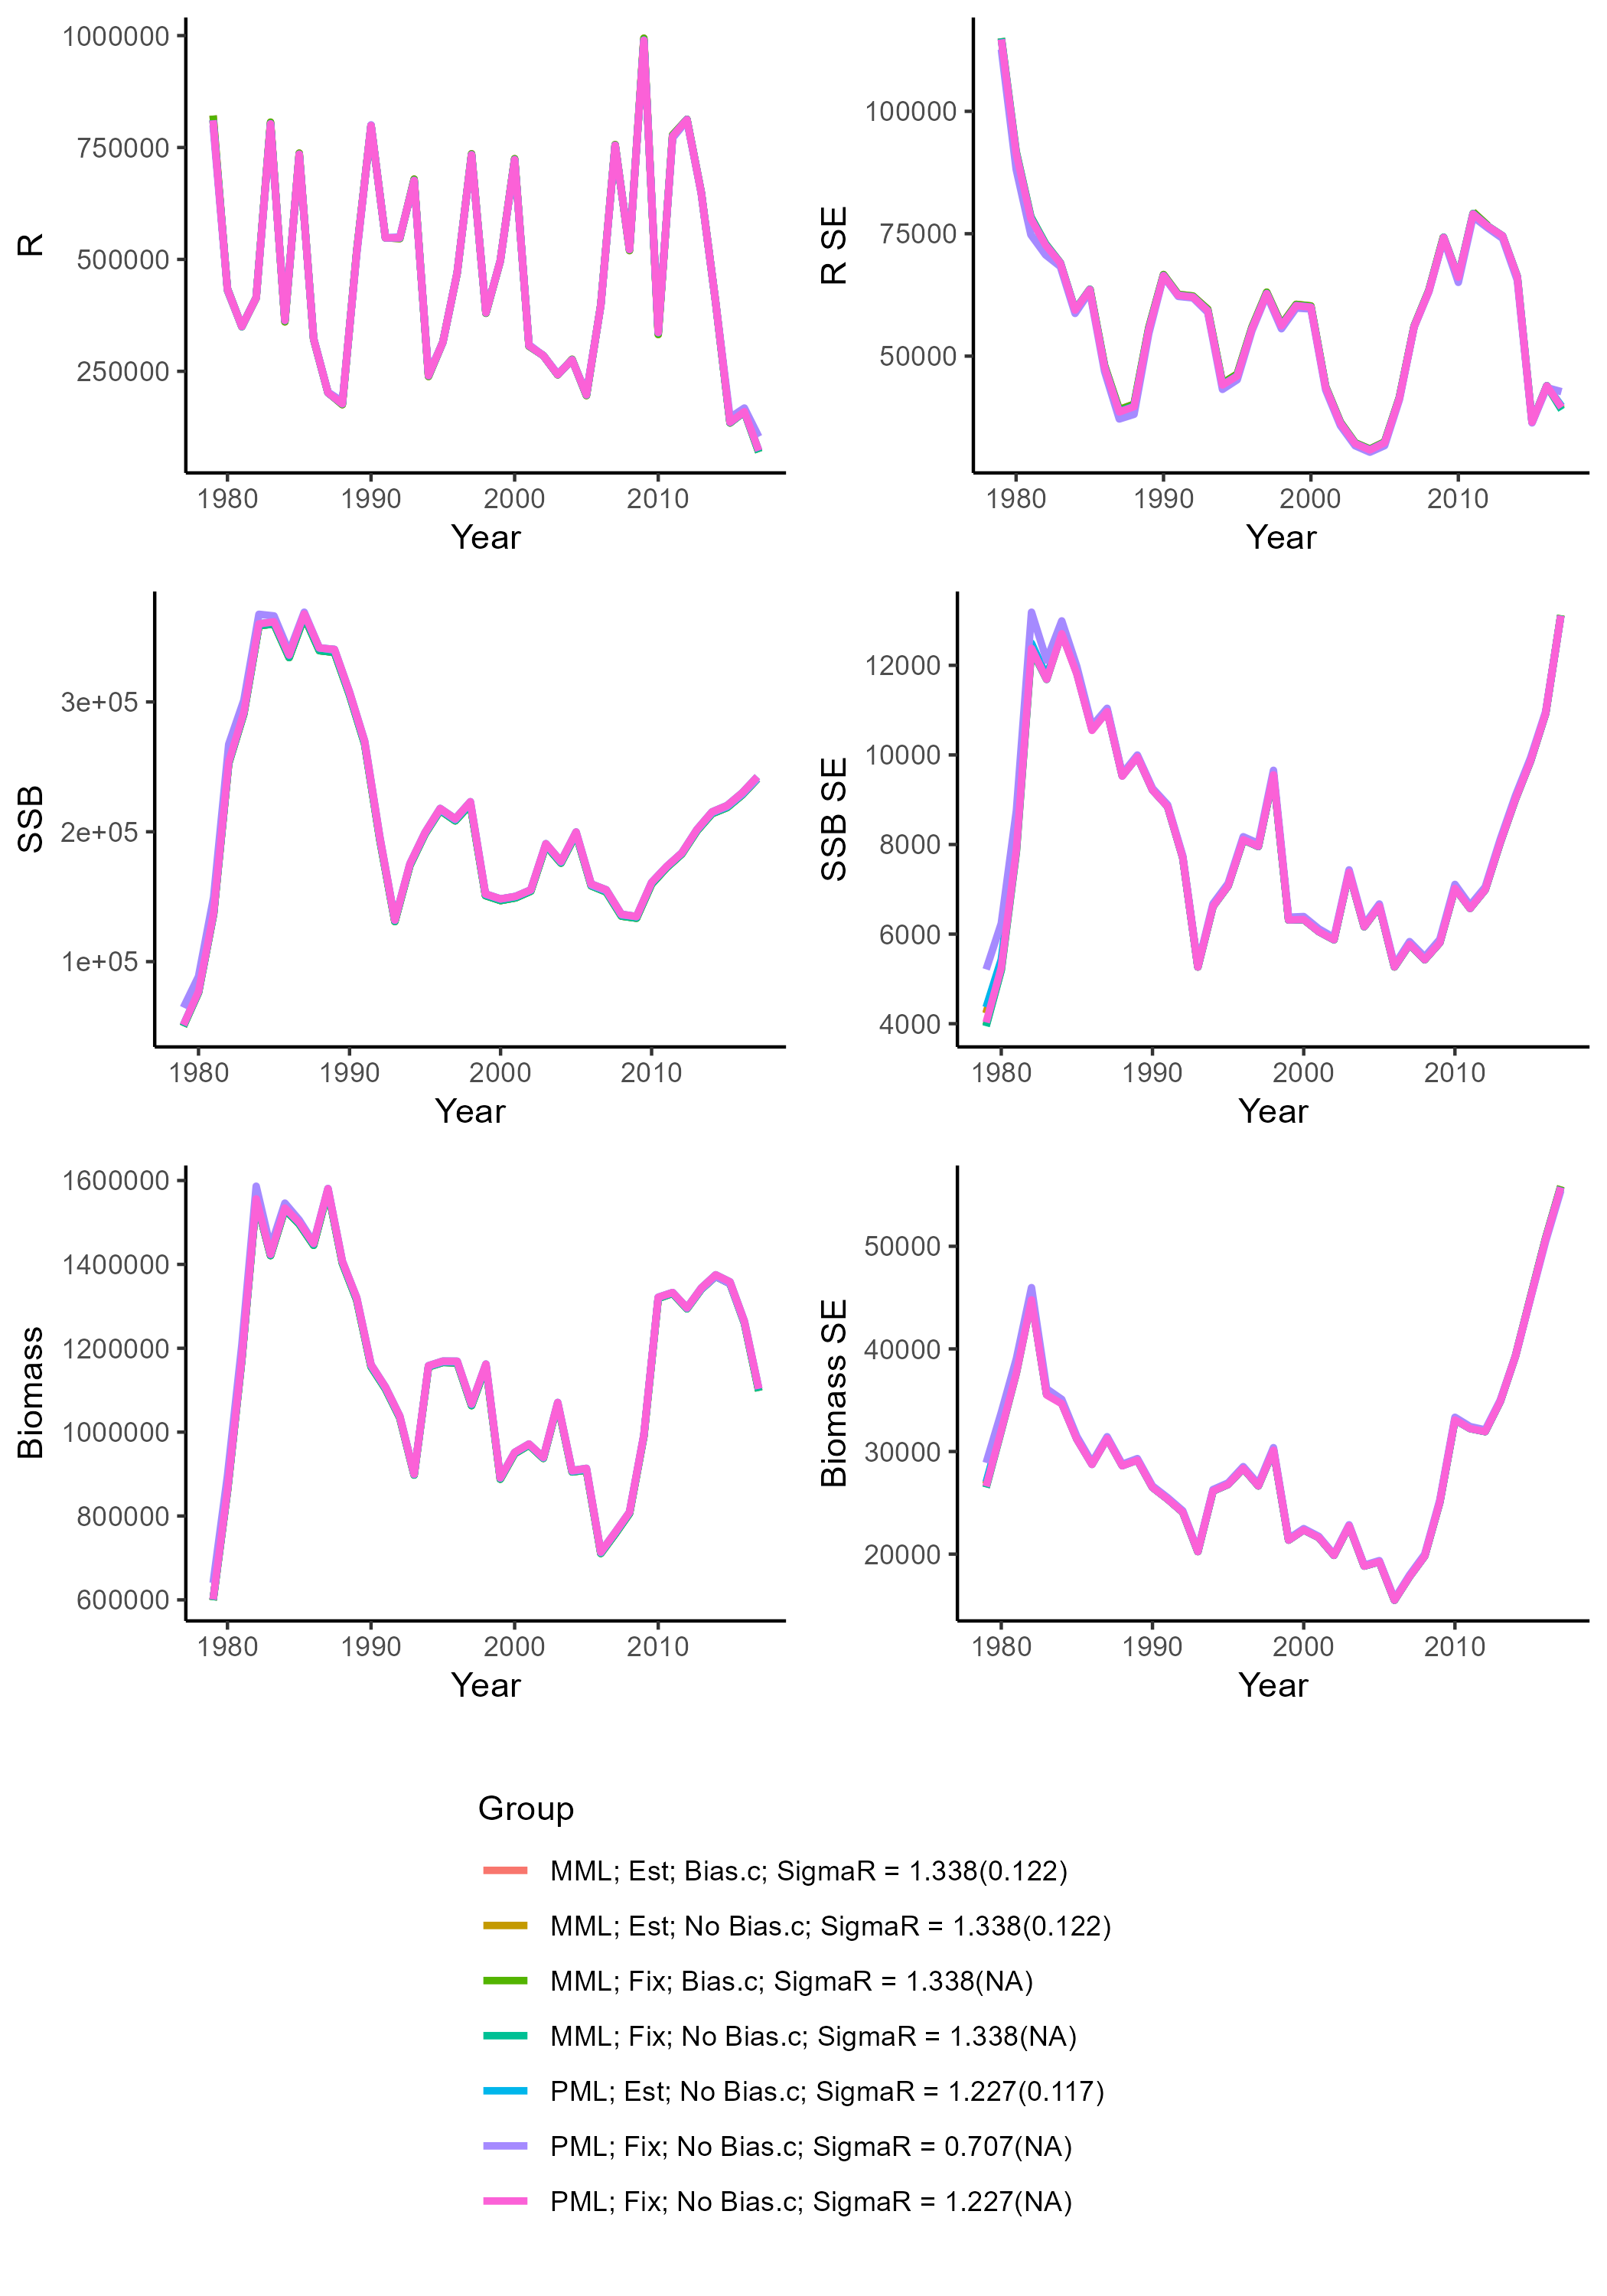 1000000
750000
500000
250000
R
1980 1990 2000 2010
Year
100000
75000
50000
R SE
1980 1990 2000 2010
Year
3e+05
2e+05
1e+05
SSB
1980 1990 2000 2010
Year
12000
10000
8000
6000
4000
SSB SE
1980 1990 2000 2010
Year
1600000
1400000
1200000
1000000
800000
600000
Biomass
1980 1990 2000 2010
Year
50000
40000
30000
20000
Biomass SE
1980 1990 2000 2010
Year
Group
MML; Est; Bias.c; SigmaR = 1.338(0.122)
MML; Est; No Bias.c; SigmaR = 1.338(0.122)
MML; Fix; Bias.c; SigmaR = 1.338(NA)
MML; Fix; No Bias.c; SigmaR = 1.338(NA)
PML; Est; No Bias.c; SigmaR = 1.227(0.117)
PML; Fix; No Bias.c; SigmaR = 0.707(NA)
PML; Fix; No Bias.c; SigmaR = 1.227(NA)